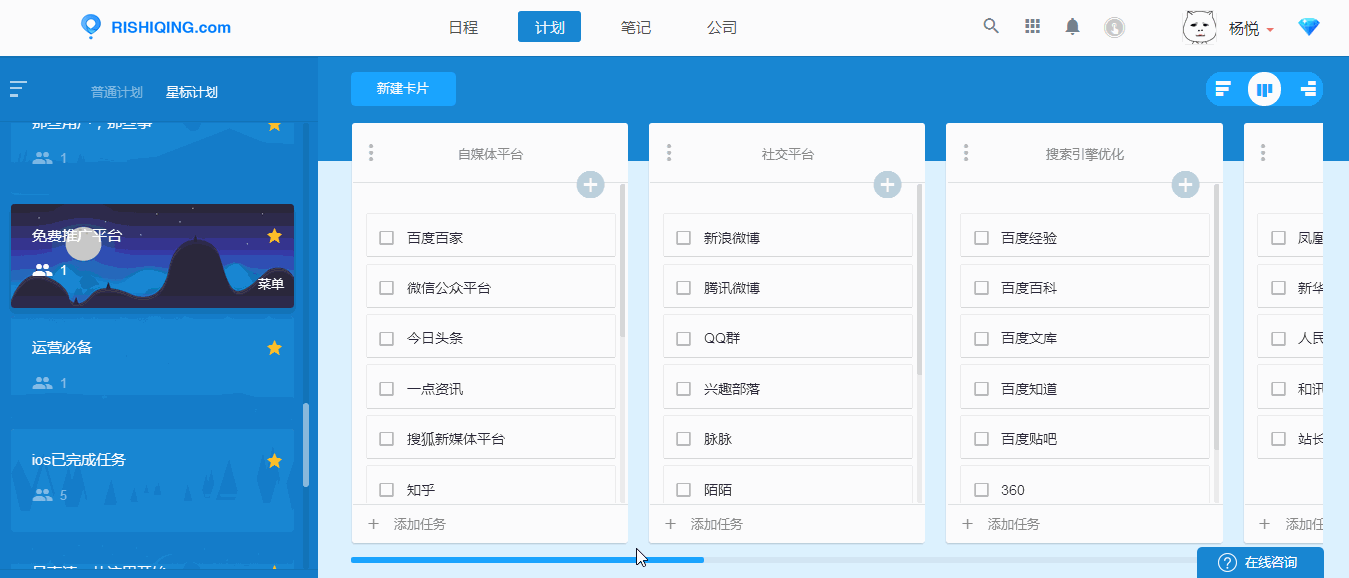 RISHIQING.com
日程
计划
笔记
公司
杨悦
普通计划
星标计划
那些用户，那些事
1
免费推广平台
1
菜单
运营必备
1
ios已完成任务
5
新建卡片
自媒体平台
百度百家
微信公众平台
今日头条
一点资讯
搜狐新媒体平台
知乎
添加任务
社交平台
新浪微博
腾讯微博
QQ群
兴趣部落
脉脉
陌陌
添加任务
搜索引擎优化
百度经验
百度百科
百度文库
百度知道
百度贴吧
360
添加任务
凤凰
新华
人民
和讯
站长
添加任
在线咨询